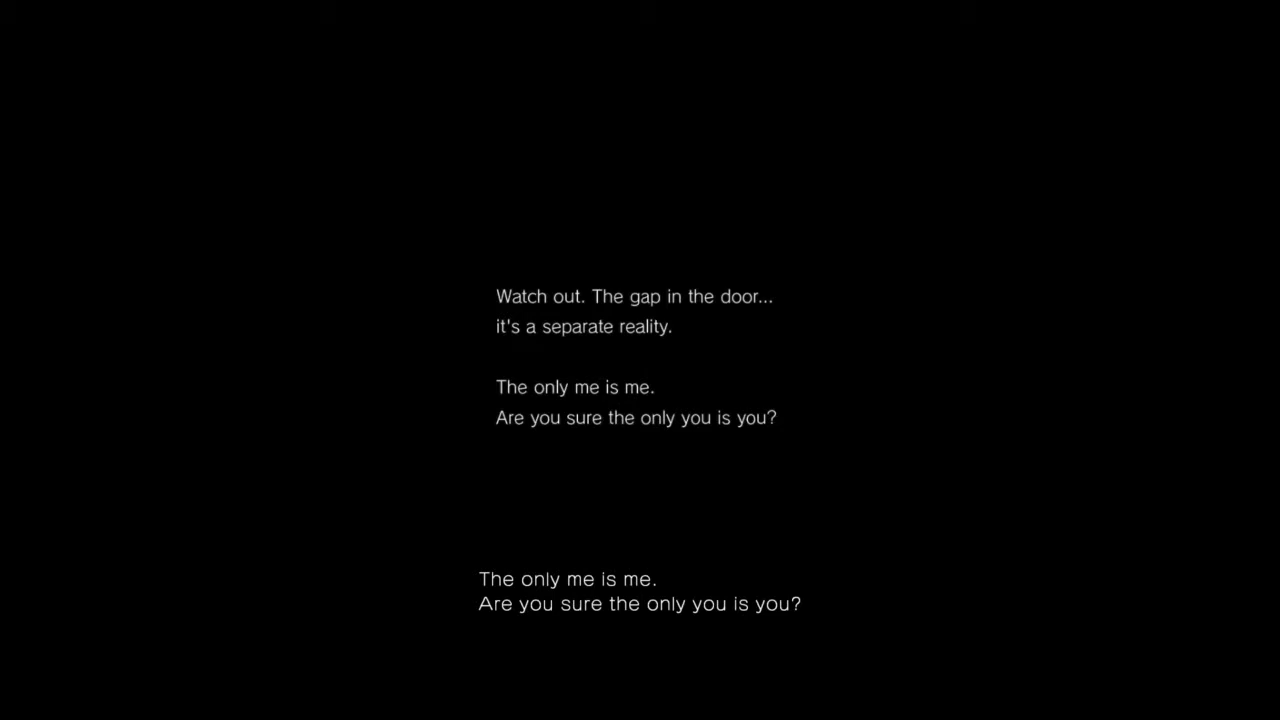 Watch out. The gap in the door...
it's a separate reality.
The only me is me.
Are you sure the only you is you?
The only me is me.
Are you sure the only you is you?